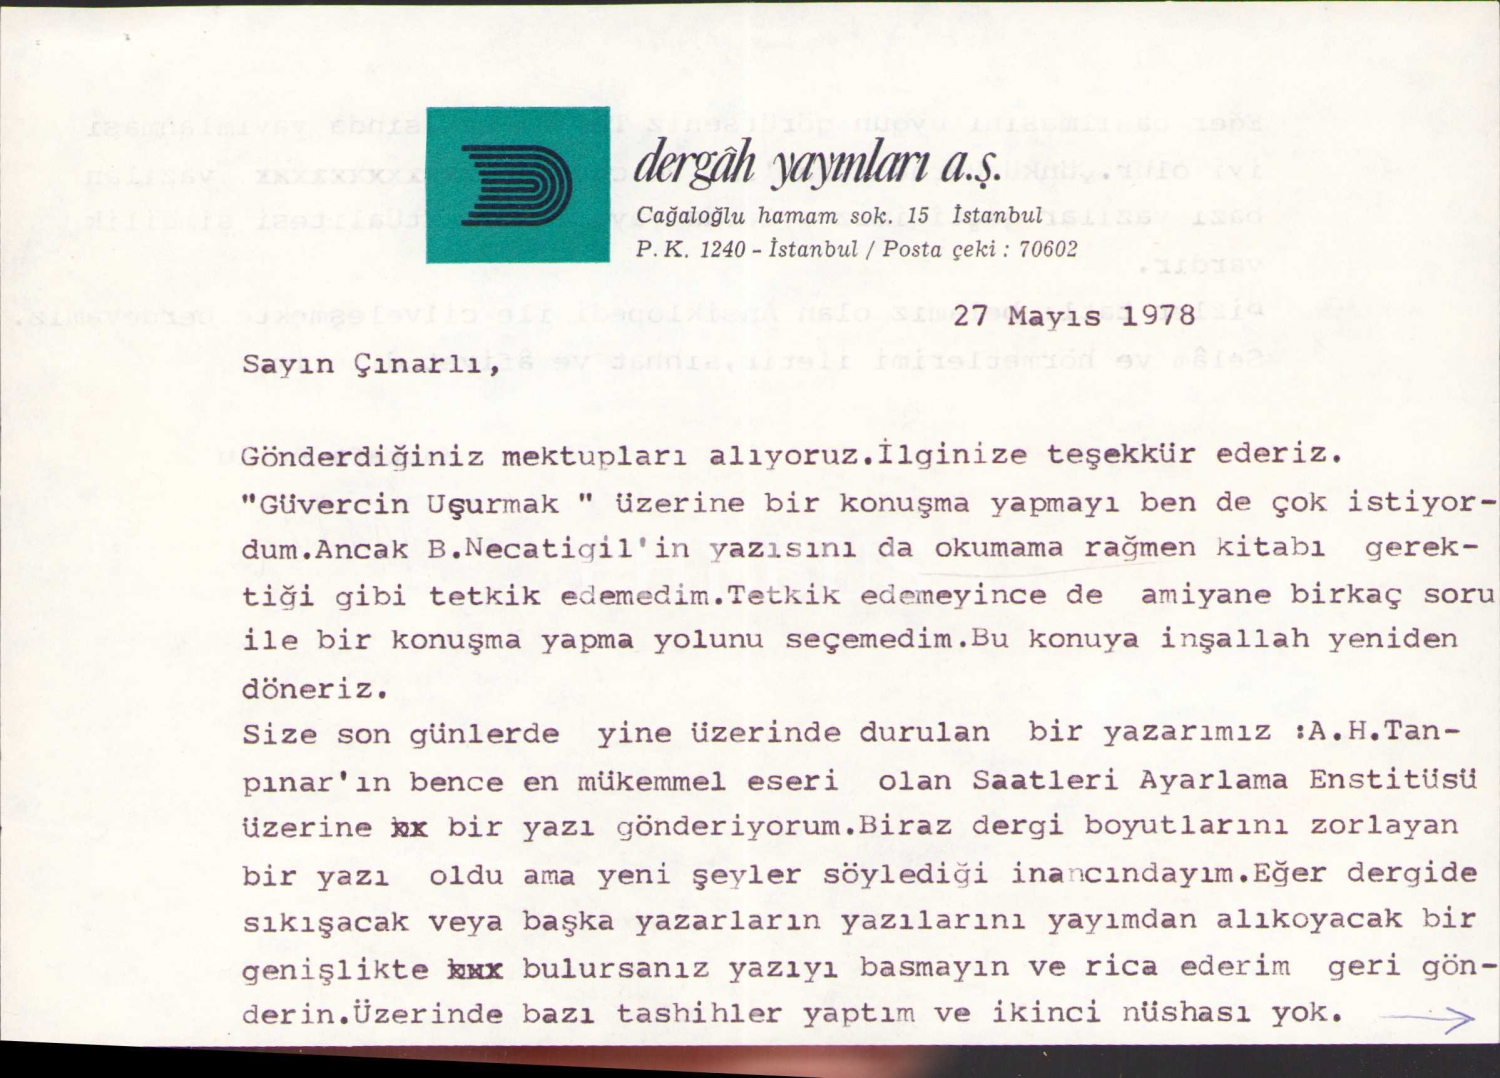 dergâh yayınları a.ş.
Cağaloğlu hamam sok. 15 İstanbul
P. K. 1240 - İstanbul / Posta çeki : 70602
27 Mayıs 1978
Sayın Çınarlı,
Gönderdiğiniz mektupları alıyoruz.İlginize teşekkür ederiz.
"Güvercin Uşurmak " üzerine bir konuşma yapmayı ben de çok istiyor-
dum.Ancak B.Necatigil'in yazısını da okumama rağmen kitabı gerek-
tiği gibi tetkik edemedim.Tetkik edemeyince de amiyane birkaç soru
ile bir konuşma yapma yolunu seçemedim.Bu konuya inşallah yeniden
döneriz.
Size son günlerde yine üzerinde durulan bir yazarımız :A.H.Tan-
pınar'ın bence en mükemmel eseri olan Saatleri Ayarlama Enstitüsü
üzerine xx bir yazı gönderiyorum.Biraz dergi boyutlarını zorlayan
bir yazı oldu ama yeni şeyler söylediği inancındayım.Eğer dergide
sıkışacak veya başka yazarların yazılarını yayımdan alıkoyacak bir
genişlikte xxx bulursanız yazıyı basmayın ve rica ederim geri gön-
derin.Üzerinde bazı tashihler yaptım ve ikinci nüshası yok.